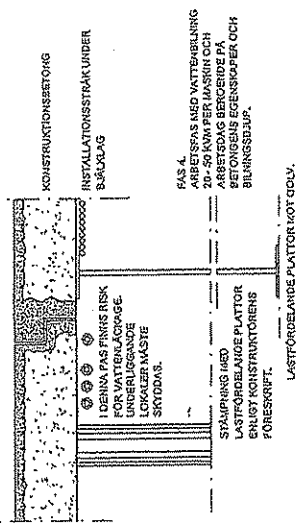 KONSTRUKTIONSBETONG
INSTALLATIONSSTRÅK UNDER
BJÄLKLAG
I DENNA FAS FINNS RISK
FÖR VATTENLÄCKAGE.
UNDERLIGGANDE
LOKALER MÅSTE
SKYDDAS.
FAS 4.
ARBETSFAS MED VATTENBILNING
20 - 50 KVM PER MASKIN OCH
ARBETSDAG BEROENDE PÅ
BETONGENS EGENSKAPER OCH
BILNINGSDJUP.
STÄMPNING MED
LASTFÖRDELANDE PLATTOR
ENLIGT KONSTRUKTÖRENS
FÖRESKRIFT.
LASTFÖRDELANDE PLATTOR MOT GOLV.